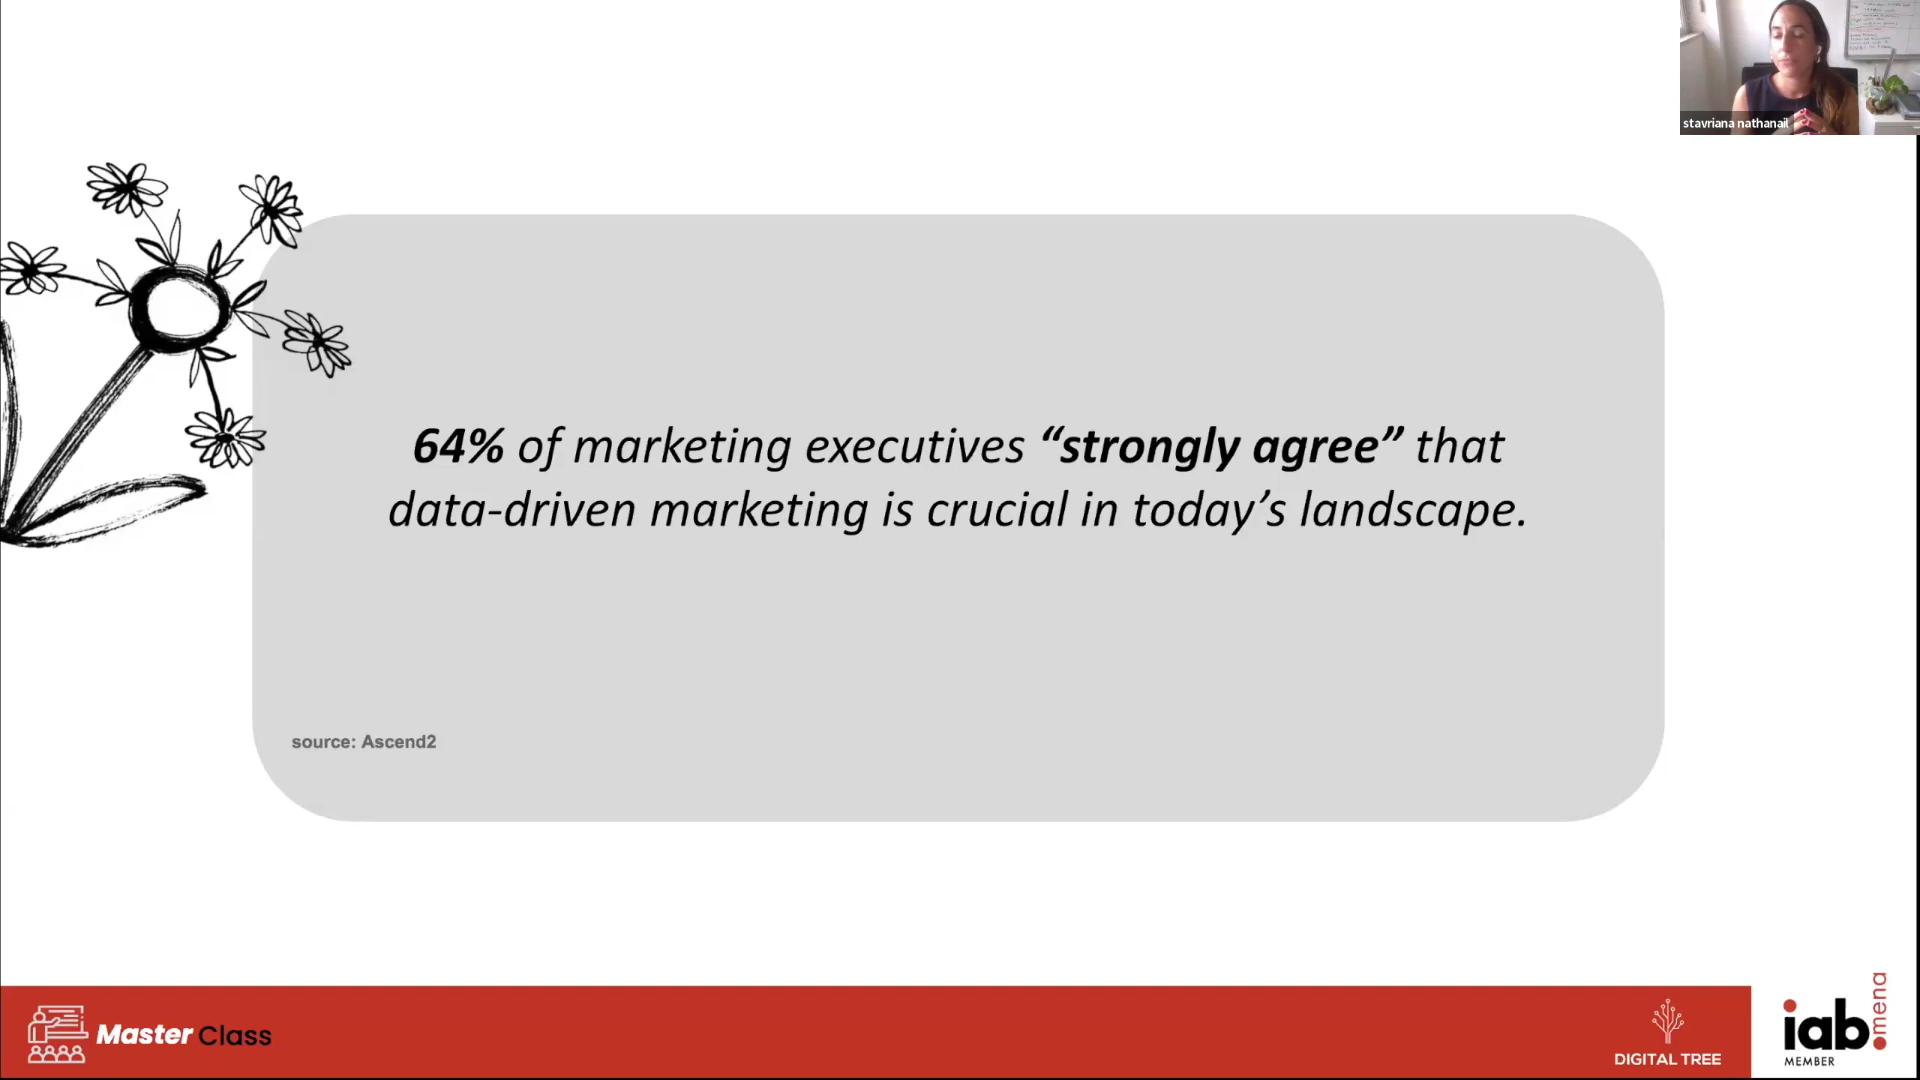 stavriana nathanail
64% of marketing executives “strongly agree” that
data-driven marketing is crucial in today’s landscape.
source: Ascend2
Master Class
DIGITAL TREE
iab mena
MEMBER